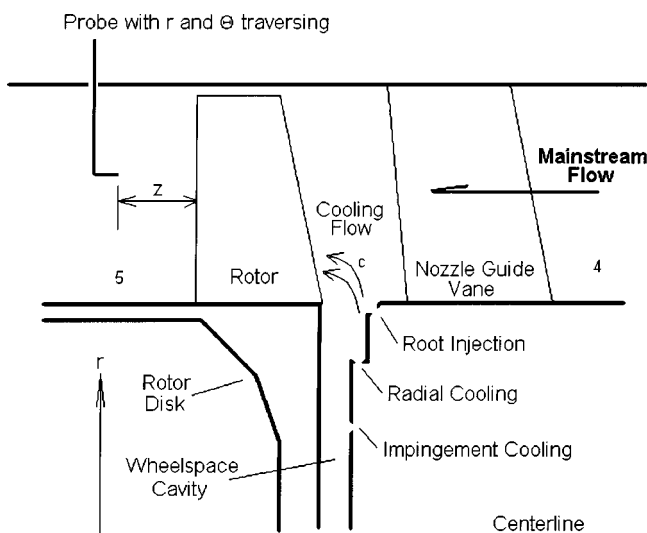 Probe with r and Θ traversing
Mainstream
Flow
z
Cooling
Flow
c
5
Rotor
Nozzle Guide
Vane
4
Root Injection
r
Rotor
Disk
Radial Cooling
Impingement Cooling
Wheelspace
Cavity
Centerline